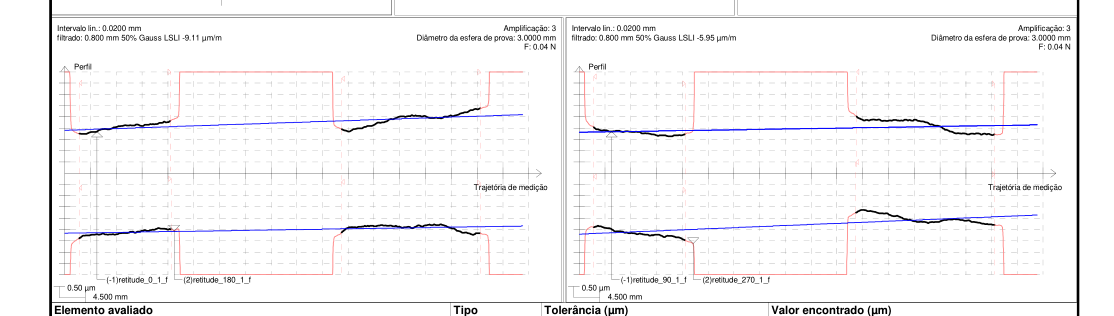 Intervalo lin.: 0.0200 mm
filtrado: 0.800 mm 50% Gauss LSLI -9.11 µm/m
Amplificação: 3
Diâmetro da esfera de prova: 3.0000 mm
F: 0.04 N
Perfil
Trajetória de medição
(-1)retitude_0_1_f
(2)retitude_180_1_f
0.50 µm
4.500 mm
Intervalo lin.: 0.0200 mm
filtrado: 0.800 mm 50% Gauss LSLI -5.95 µm/m
Amplificação: 3
Diâmetro da esfera de prova: 3.0000 mm
F: 0.04 N
Perfil
Trajetória de medição
(-1)retitude_90_1_f
(2)retitude_270_1_f
0.50 µm
4.500 mm
Elemento avaliado Tipo Tolerância (µm) Valor encontrado (µm)